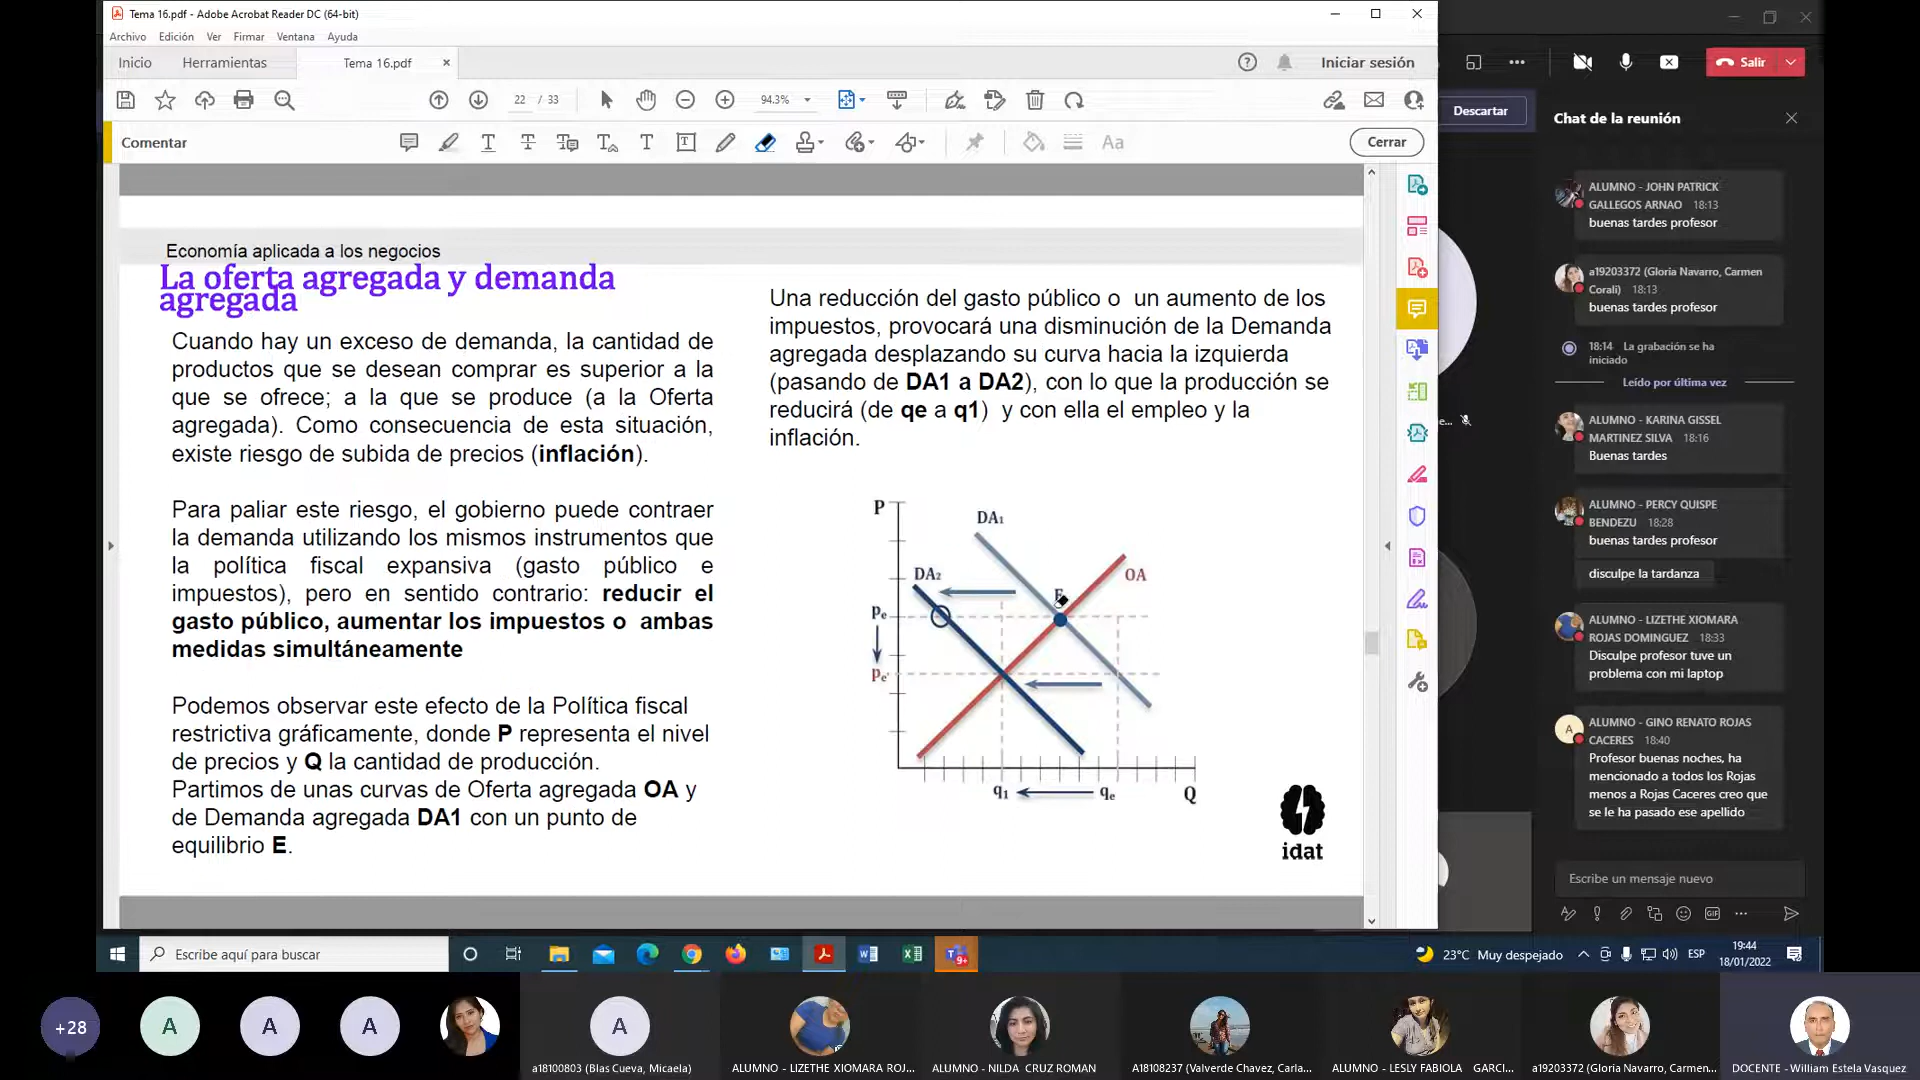 Tema 16.pdf - Adobe Acrobat Reader DC (64-bit)
Archivo Edición Ver Firmar Ventana Ayuda
Inicio Herramientas Tema 16.pdf × Iniciar sesión
22 / 33 94.3%
Comentar Aa Cerrar
Economía aplicada a los negocios
La oferta agregada y demanda
agregada
Cuando hay un exceso de demanda, la cantidad de
productos que se desean comprar es superior a la
que se ofrece; a la que se produce (a la Oferta
agregada). Como consecuencia de esta situación,
existe riesgo de subida de precios (inflación).
Para paliar este riesgo, el gobierno puede contraer
la demanda utilizando los mismos instrumentos que
la política fiscal expansiva (gasto público e
impuestos), pero en sentido contrario: reducir el
gasto público, aumentar los impuestos o ambas
medidas simultáneamente
Podemos observar este efecto de la Política fiscal
restrictiva gráficamente, donde P representa el nivel
de precios y Q la cantidad de producción.
Partimos de unas curvas de Oferta agregada OA y
de Demanda agregada DA1 con un punto de
equilibrio E.
Una reducción del gasto público o un aumento de los
impuestos, provocará una disminución de la Demanda
agregada desplazando su curva hacia la izquierda
(pasando de DA1 a DA2), con lo que la producción se
reducirá (de qe a q1) y con ella el empleo y la
inflación.
P
DA1
DA2
OA
E
Pe
Pe'
q1
qe
Q
idat
Salir
Descartar
Chat de la reunión
ALUMNO - JOHN PATRICK
GALLEGOS ARNAO 18:13
buenas tardes profesor
a19203372 (Gloria Navarro, Carmen
Corali) 18:13
buenas tardes profesor
18:14 La grabación se ha
iniciado
Leído por última vez
ALUMNO - KARINA GISSEL
MARTINEZ SILVA 18:16
Buenas tardes
ALUMNO - PERCY QUISPE
BENDEZU 18:28
buenas tardes profesor
disculpe la tardanza
ALUMNO - LIZETHE XIOMARA
ROJAS DOMINGUEZ 18:33
Disculpe profesor tuve un
problema con mi laptop
A
ALUMNO - GINO RENATO ROJAS
CACERES 18:40
Profesor buenas noches, ha
mencionado a todos los Rojas
menos a Rojas Caceres creo que
se le ha pasado ese apellido
Escribe un mensaje nuevo
GIF
e...
Escribe aquí para buscar
9+
23°C Muy despejado ESP 19:44
18/01/2022
+28 A A A A
a18100803 (Blas Cueva, Micaela)
ALUMNO - LIZETHE XIOMARA ROJ...
ALUMNO - NILDA CRUZ ROMAN
A18108237 (Valverde Chavez, Carla...
ALUMNO - LESLY FABIOLA GARCI...
a19203372 (Gloria Navarro, Carmen...
DOCENTE - William Estela Vasquez